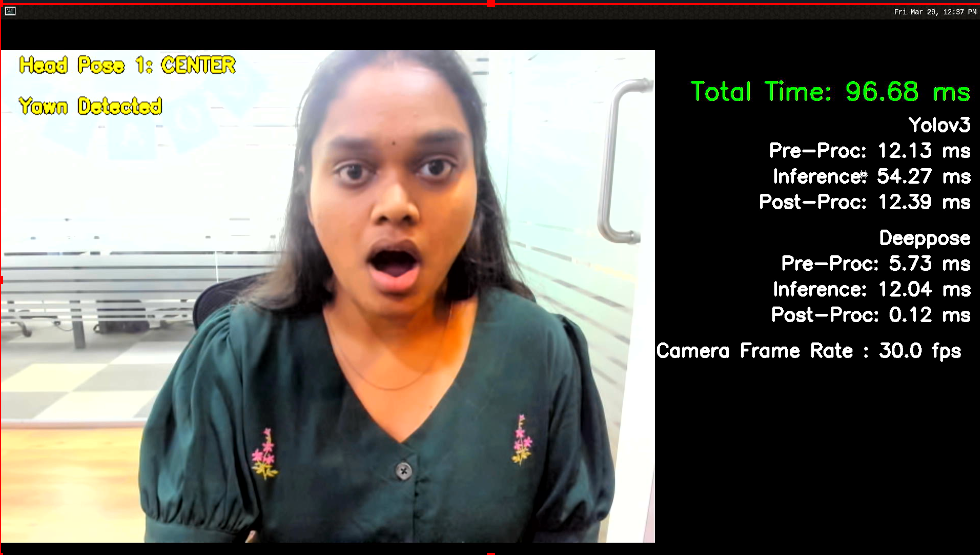 Fri Mar 29, 12:37 PM
Head Pose 1: CENTER
Yawn Detected
Total Time: 96.68 ms
Yolov3
Pre-Proc: 12.13 ms
Inference: 54.27 ms
Post-Proc: 12.39 ms
Deeppose
Pre-Proc: 5.73 ms
Inference: 12.04 ms
Post-Proc: 0.12 ms
Camera Frame Rate : 30.0 fps